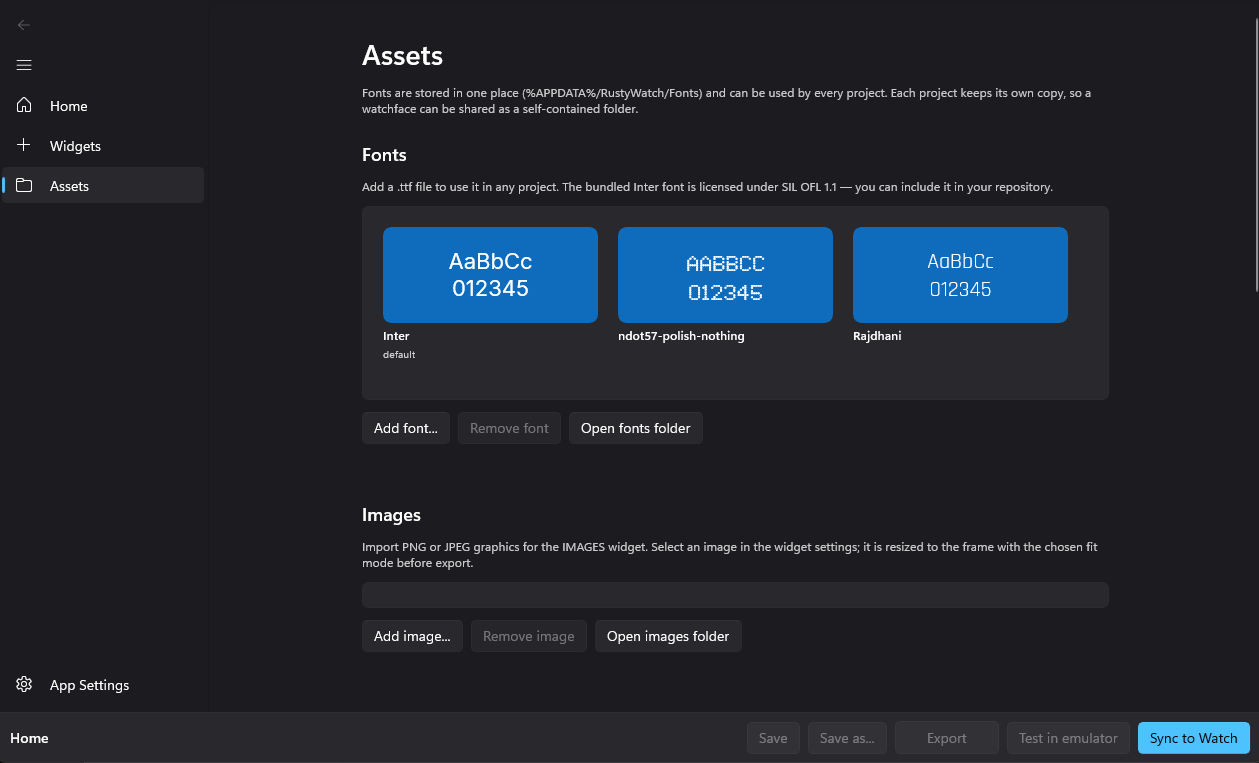 Home
Widgets
Assets
App Settings
Assets
Fonts are stored in one place (%APPDATA%/RustyWatch/Fonts) and can be used by every project. Each project keeps its own copy, so a
watchface can be shared as a self-contained folder.
Fonts
Add a .ttf file to use it in any project. The bundled Inter font is licensed under SIL OFL 1.1 — you can include it in your repository.
AaBbCc
012345
Inter
default
AABBCC
012345
ndot57-polish-nothing
AaBbCc
012345
Rajdhani
Add font...
Remove font
Open fonts folder
Images
Import PNG or JPEG graphics for the IMAGES widget. Select an image in the widget settings; it is resized to the frame with the chosen fit
mode before export.
Add image...
Remove image
Open images folder
Home
Save
Save as...
Export
Test in emulator
Sync to Watch